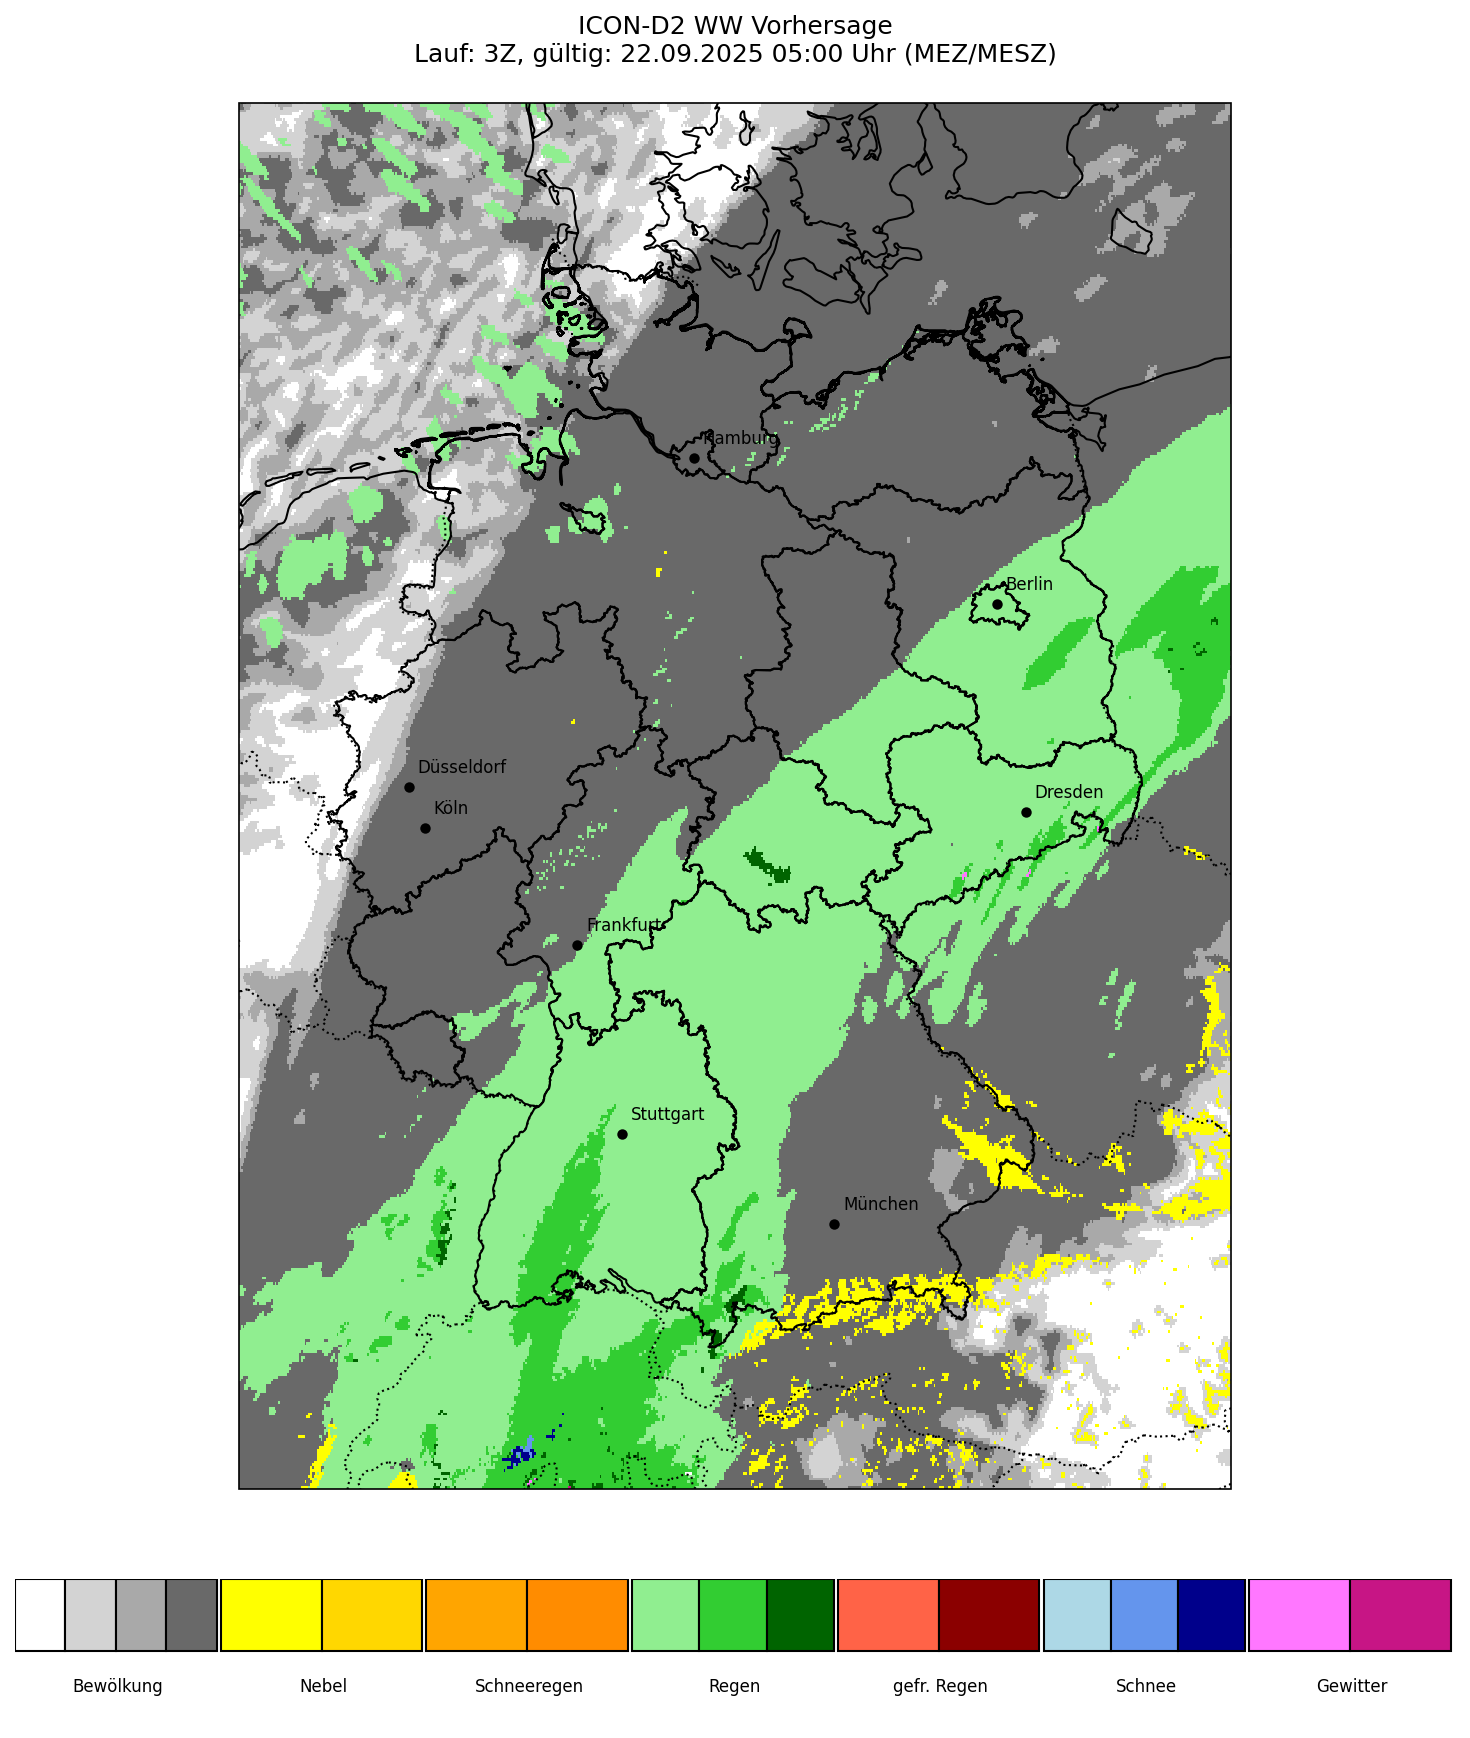 ICON-D2 WW Vorhersage
Lauf: 3Z, gültig: 22.09.2025 05:00 Uhr (MEZ/MESZ)
Hamburg
Berlin
Düsseldorf
Köln
Dresden
Frankfurt
Stuttgart
München
Bewölkung
Nebel
Schneeregen
Regen
gefr. Regen
Schnee
Gewitter